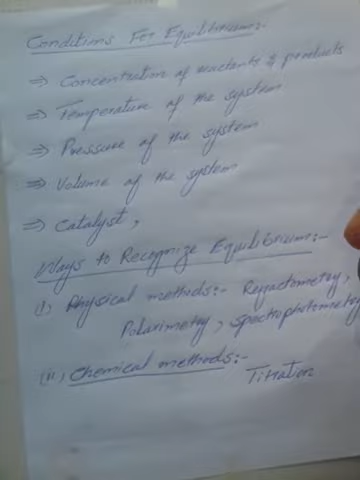 Conditions For Equilibrium:-
⇒ Concentration of reactants & products
⇒ Temperature of the system
⇒ Pressure of the system
⇒ Volume of the system
⇒ Catalyst,
Ways to Recognize Equilibrium:-
(i), Physical methods:- Refractometry,
Polarimetry, spectrophotometry
(ii), Chemical methods:-
Titration